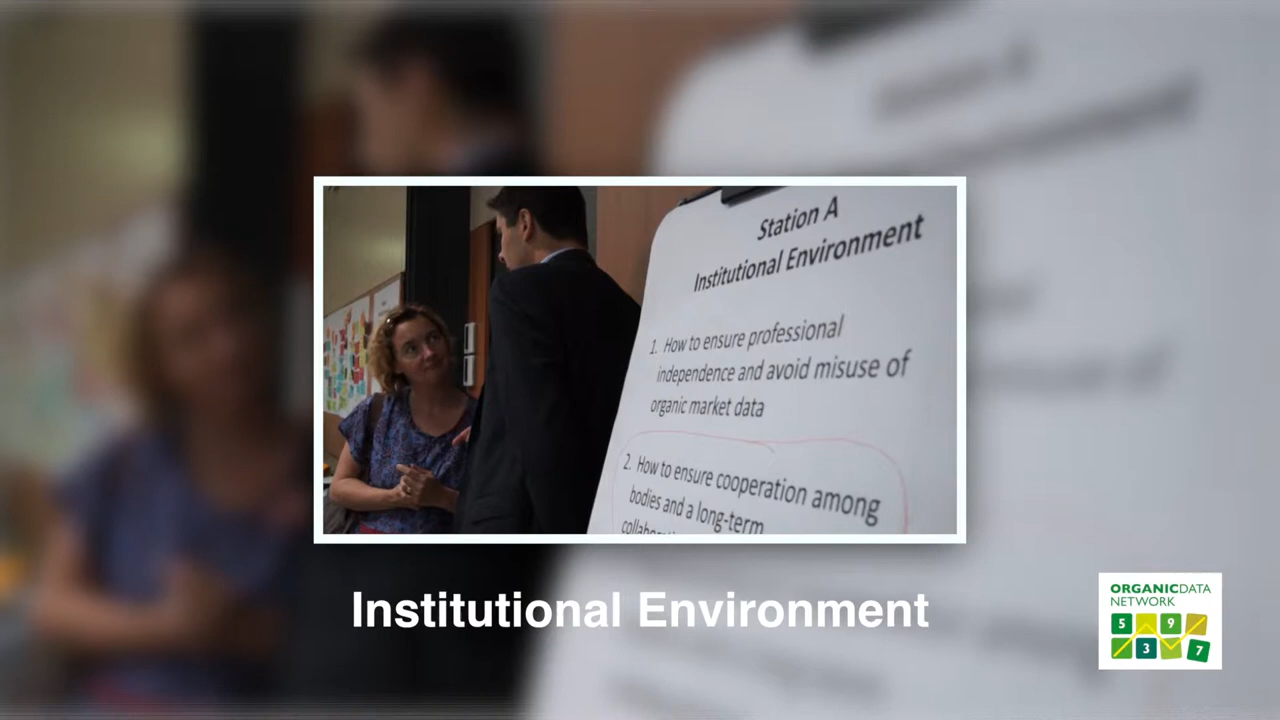 Station A
Institutional Environment
1. How to ensure professional
independence and avoid misuse of
organic market data
2. How to ensure cooperation among
bodies and a long-term
Institutional Environment
ORGANICDATA
NETWORK
5 9
3 7